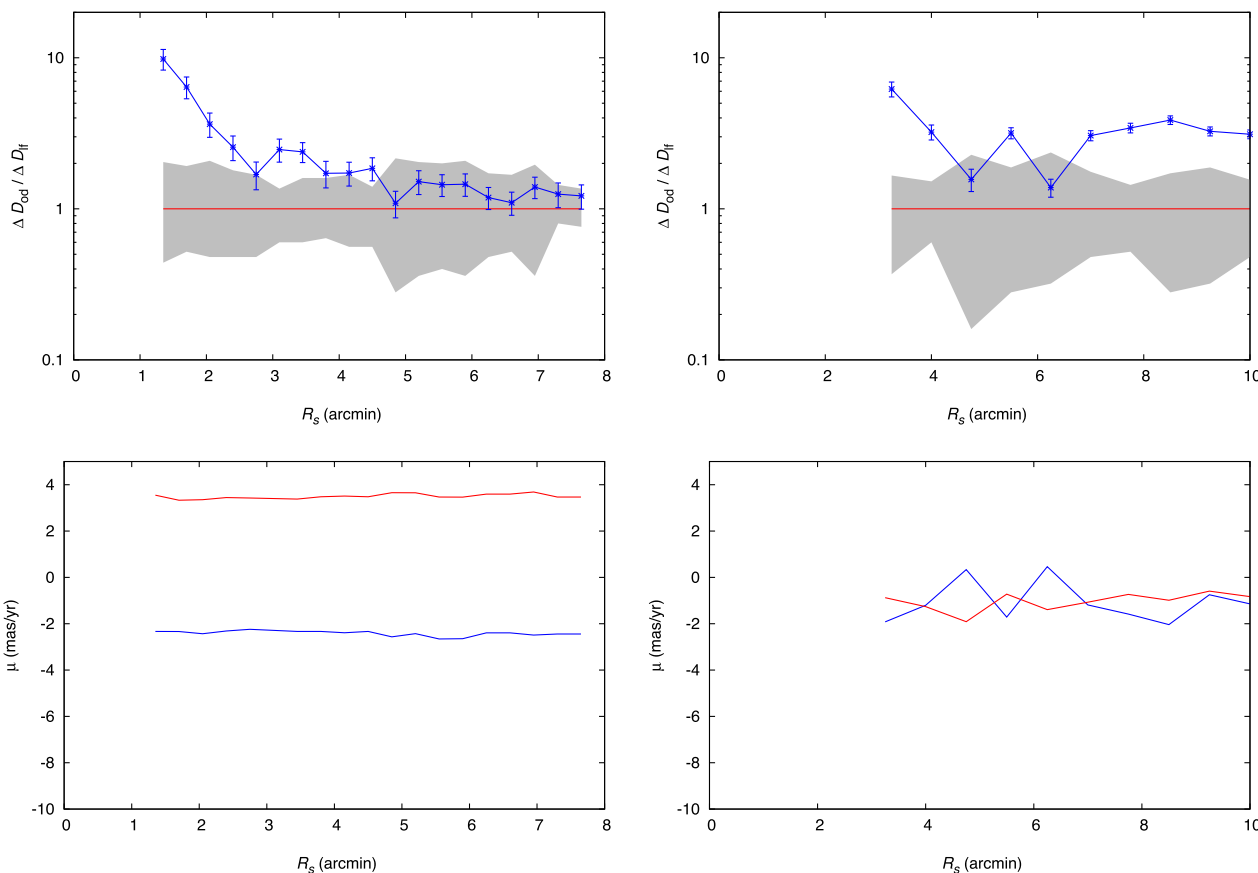 Δ D_od / Δ D_lf
10
1
0.1
0 1 2 3 4 5 6 7 8
R_s (arcmin)
Δ D_od / Δ D_lf
10
1
0.1
0 2 4 6 8 10
R_s (arcmin)
μ (mas/yr)
4
2
0
-2
-4
-6
-8
-10
0 1 2 3 4 5 6 7 8
R_s (arcmin)
μ (mas/yr)
4
2
0
-2
-4
-6
-8
-10
0 2 4 6 8 10
R_s (arcmin)